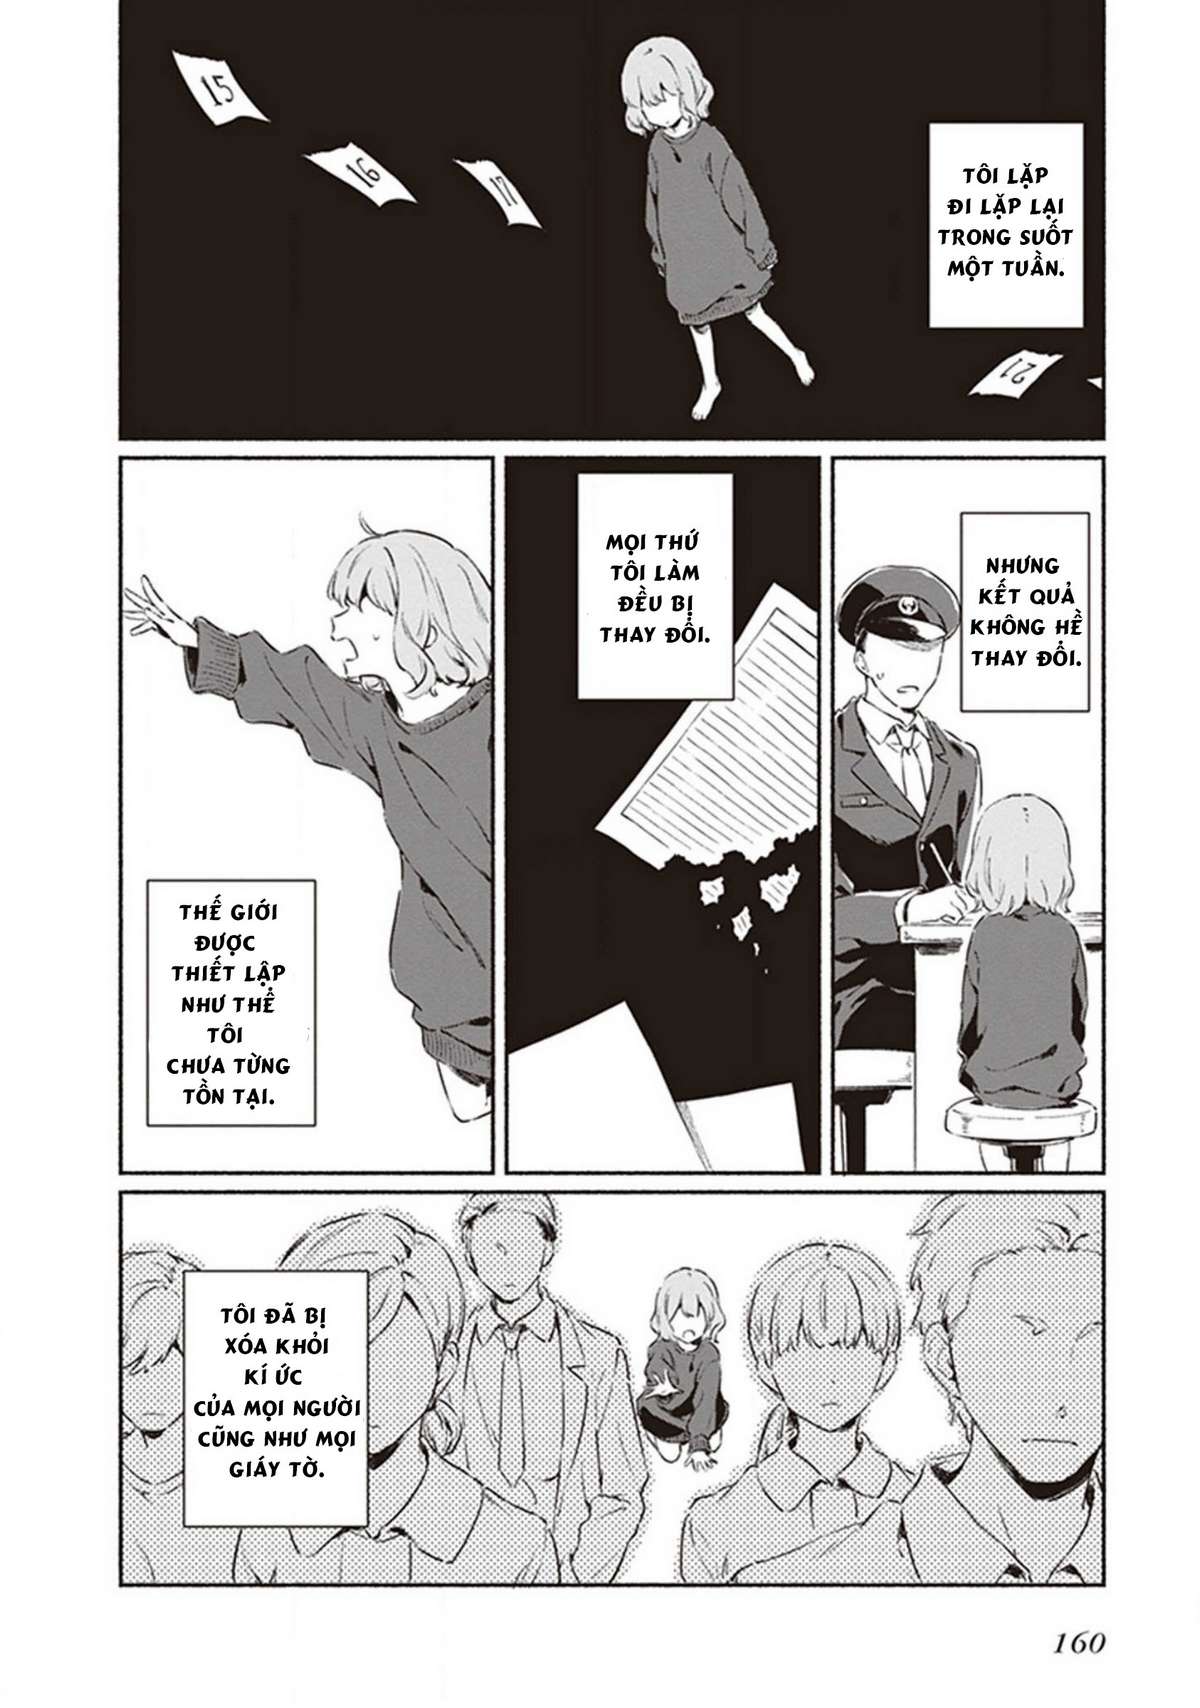 15
16
17
TÔI LẶP
ĐI LẶP LẠI
TRONG SUỐT
MỘT TUẦN.
21
NHƯNG
KẾT QUẢ
KHÔNG HỀ
THAY ĐỔI.
MỌI THỨ
TÔI LÀM
ĐỀU BỊ
THAY ĐỔI.
THẾ GIỚI
ĐƯỢC
THIẾT LẬP
NHƯ THỂ
TÔI
CHƯA TỪNG
TỒN TẠI.
TÔI ĐÃ BỊ
XÓA KHỎI
KÍ ỨC
CỦA MỌI NGƯỜI
CŨNG NHƯ MỌI
GIÁY TỜ.
160